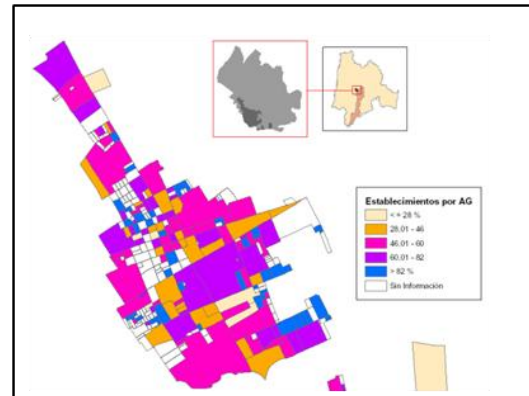 Establecimientos por AG
< = 28 %
28.01 - 46
46.01 - 60
60.01 - 82
> 82 %
Sin Información